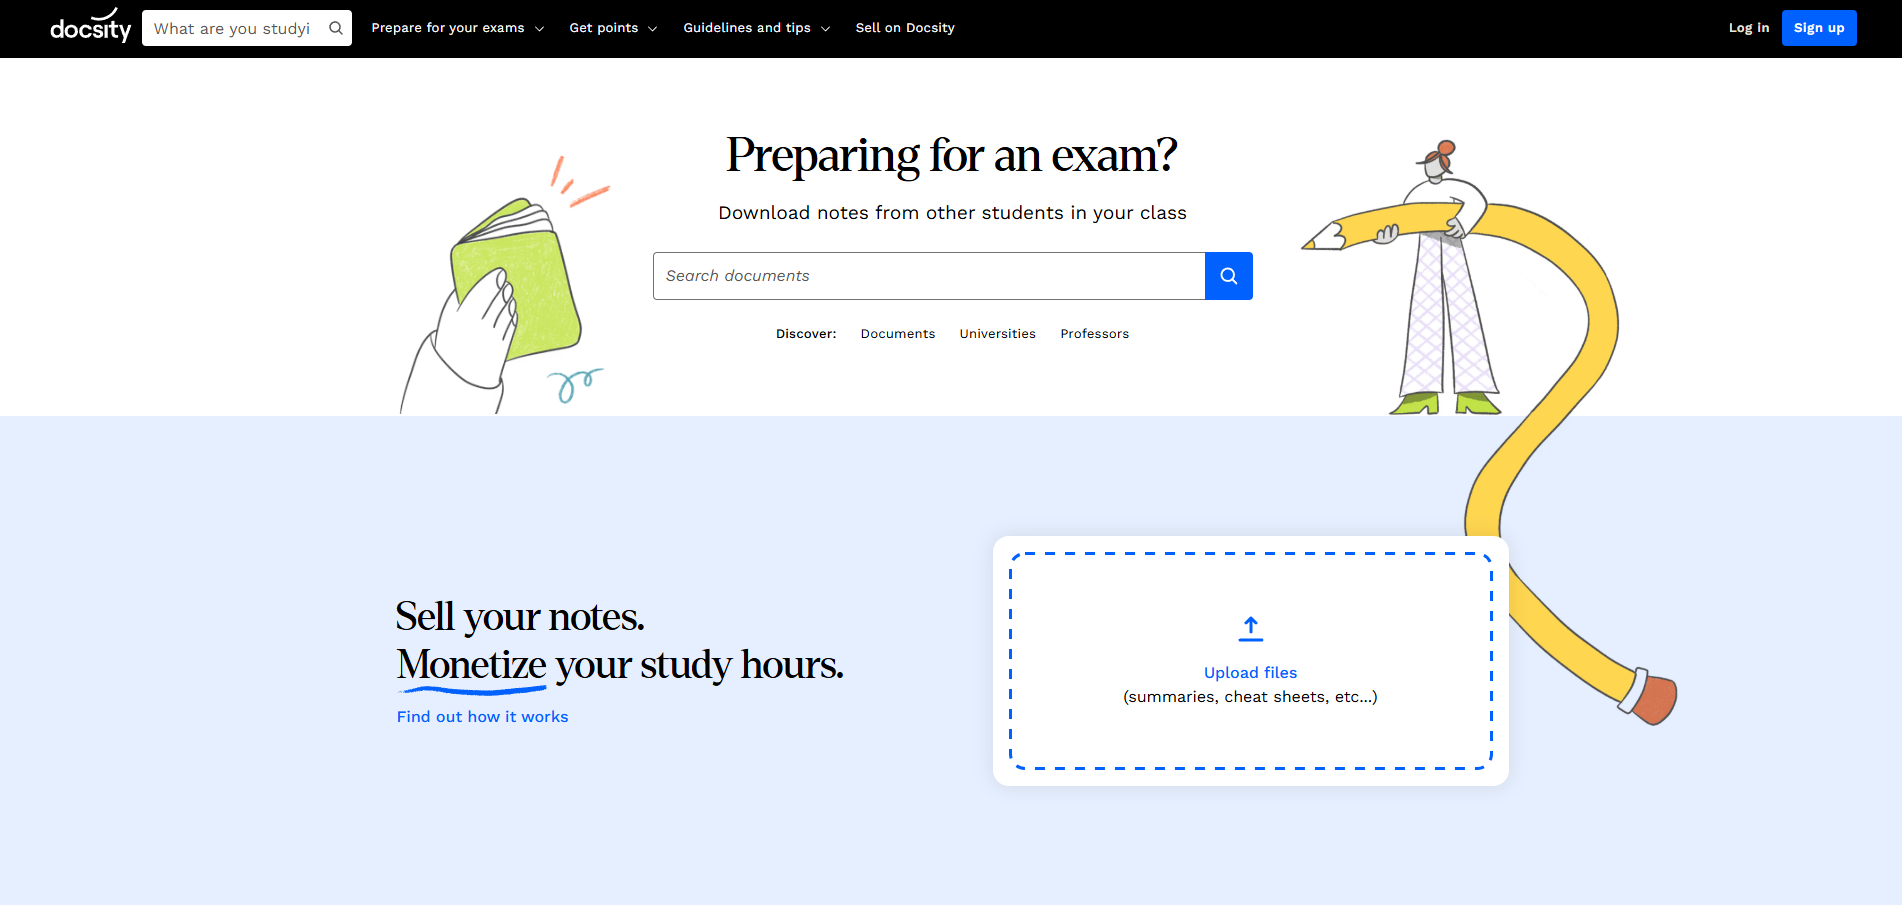 docsity
What are you studyi
Prepare for your exams
Get points
Guidelines and tips
Sell on Docsity
Log in
Sign up
Preparing for an exam?
Download notes from other students in your class
Search documents
Discover: Documents Universities Professors
Sell your notes.
Monetize your study hours.
Find out how it works
Upload files
(summaries, cheat sheets, etc...)